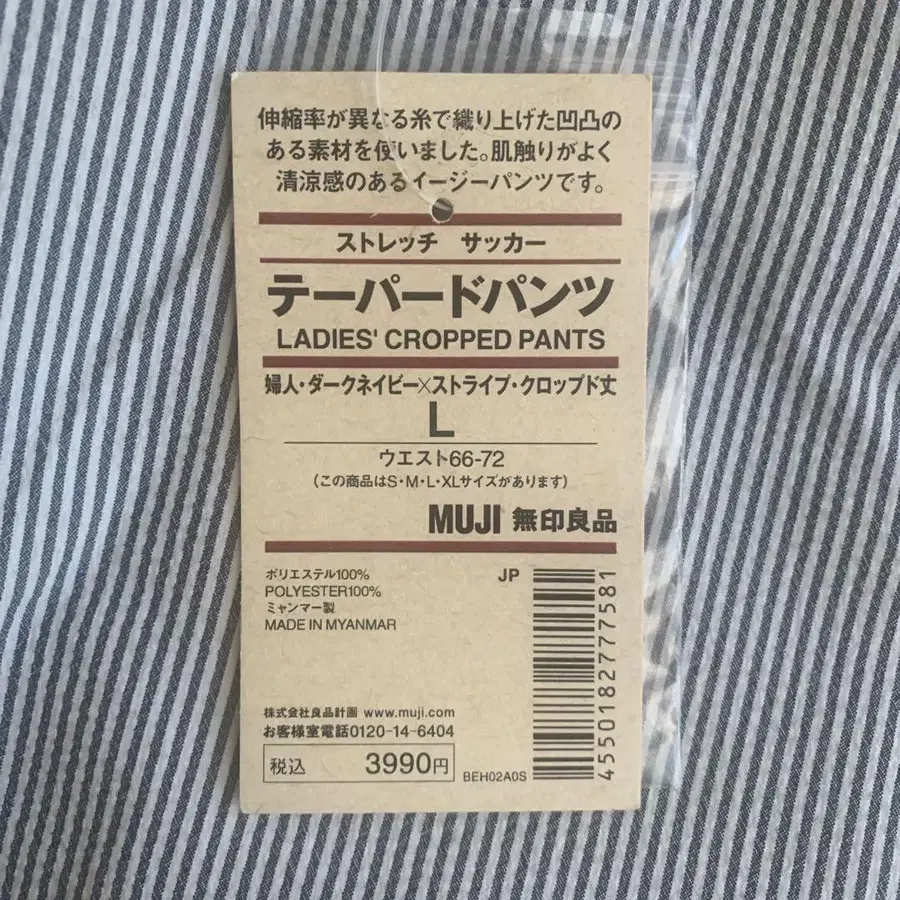 伸縮率が異なる糸で織り上げた凹凸の
ある素材を使いました。肌触りがよく
清涼感のあるイージーパンツです。
ストレッチ サッカー
テーパードパンツ
LADIES' CROPPED PANTS
婦人・ダークネイビー×ストライプ・クロップド丈
L
ウエスト66-72
(この商品はS・M・L・XLサイズがあります)
MUJI 無印良品
ポリエステル100%
POLYESTER100%
ミャンマー製
MADE IN MYANMAR
JP
4550182777581
株式会社良品計画 www.muji.com
お客様室電話0120-14-6404
税込 3990円
BEH02A0S